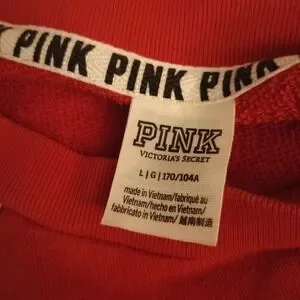 PINK PINK PINK PINK
PINK
VICTORIA'S SECRET
L | G | 170/104A
made in Vietnam/fabriqué au
Vietnam/hecho en Vietnam/
fabbricato in Vietnam/越南制造